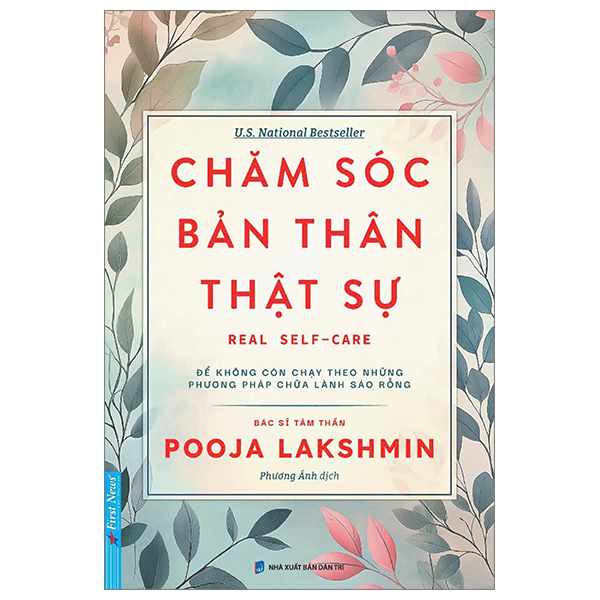 U.S. National Bestseller
CHĂM SÓC
BẢN THÂN
THẬT SỰ
REAL SELF-CARE
ĐỂ KHÔNG CÒN CHẠY THEO NHỮNG
PHƯƠNG PHÁP CHỮA LÀNH SÁO RỖNG
BÁC SĨ TÂM THẦN
POOJA LAKSHMIN
Phương Ánh dịch
First News
NHÀ XUẤT BẢN DÂN TRÍ